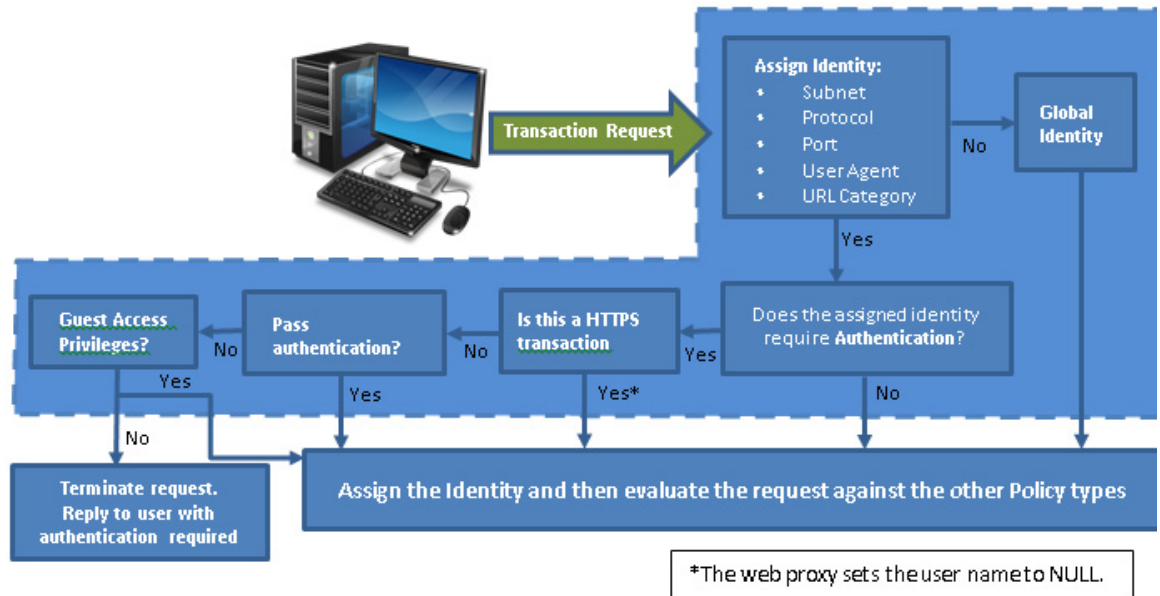 Transaction Request
Assign Identity:
• Subnet
• Protocol
• Port
• User Agent
• URL Category
No
Global
Identity
Yes
Does the assigned identity
require Authentication?
Yes
Is this a HTTPS
transaction
No
Pass
authentication?
No
Guest Access
Privileges?
Yes
Yes
Yes*
No
No
Terminate request.
Reply to user with
authentication required
Assign the Identity and then evaluate the request against the other Policy types
*The web proxy sets the user name to NULL.